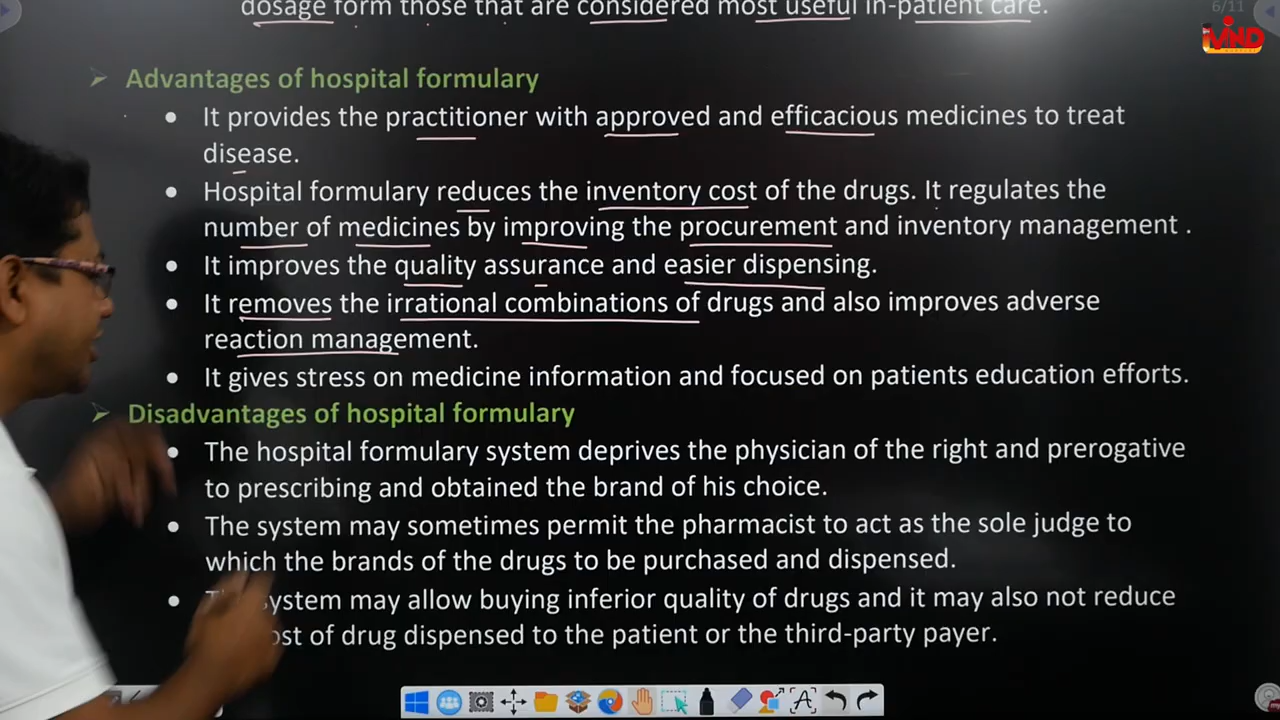 dosage form those that are considered most useful in-patient care.
6/11
ViND
Advantages of hospital formulary
It provides the practitioner with approved and efficacious medicines to treat
disease.
Hospital formulary reduces the inventory cost of the drugs. It regulates the
number of medicines by improving the procurement and inventory management .
It improves the quality assurance and easier dispensing.
It removes the irrational combinations of drugs and also improves adverse
reaction management.
It gives stress on medicine information and focused on patients education efforts.
Disadvantages of hospital formulary
The hospital formulary system deprives the physician of the right and prerogative
to prescribing and obtained the brand of his choice.
The system may sometimes permit the pharmacist to act as the sole judge to
which the brands of the drugs to be purchased and dispensed.
system may allow buying inferior quality of drugs and it may also not reduce
of drug dispensed to the patient or the third-party payer.